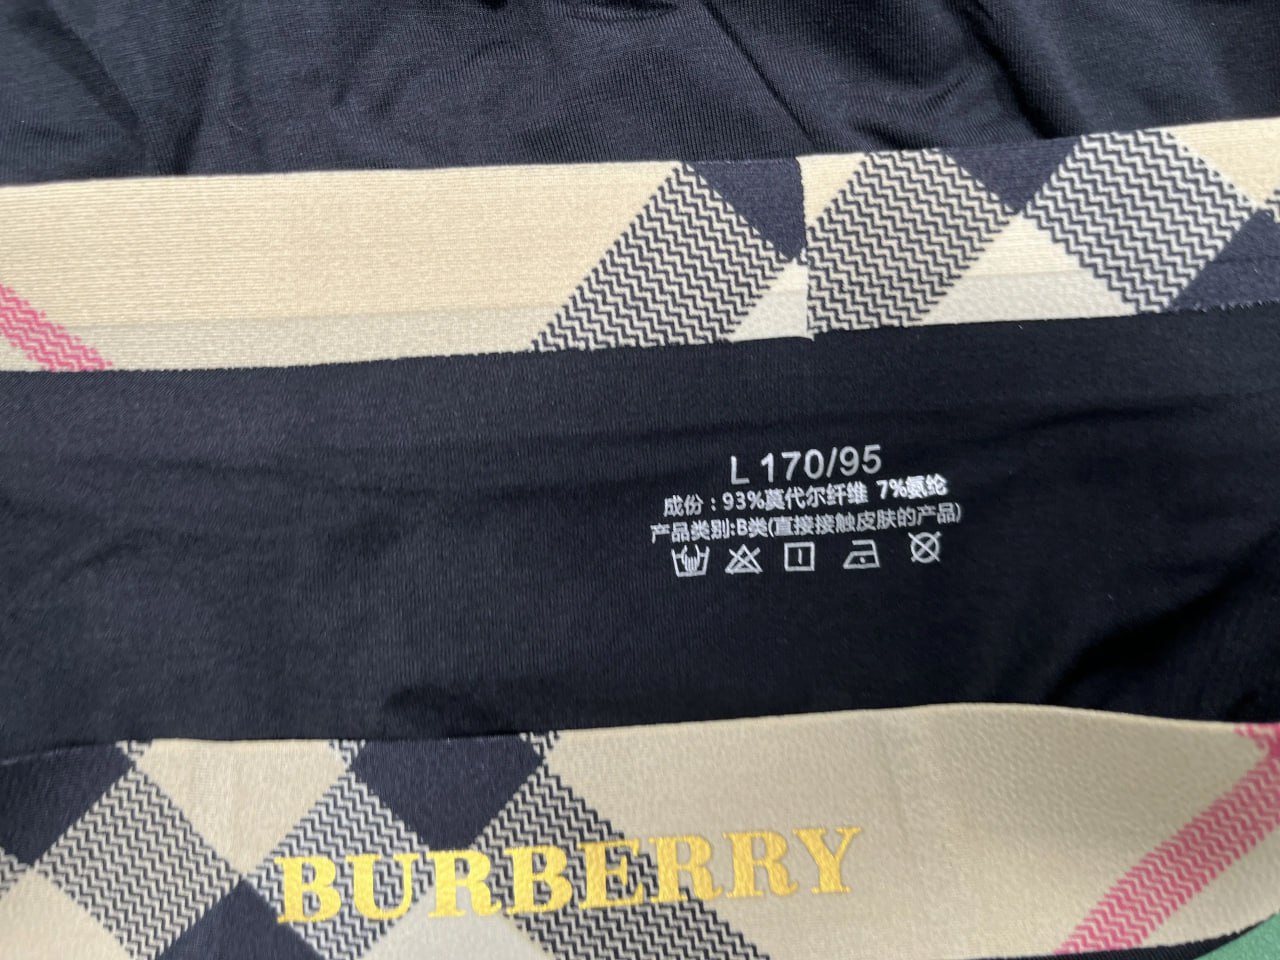 L 170/95
成份：93%莫代尔纤维 7%氨纶
产品类别:B类(直接接触皮肤的产品)
BURBERRY